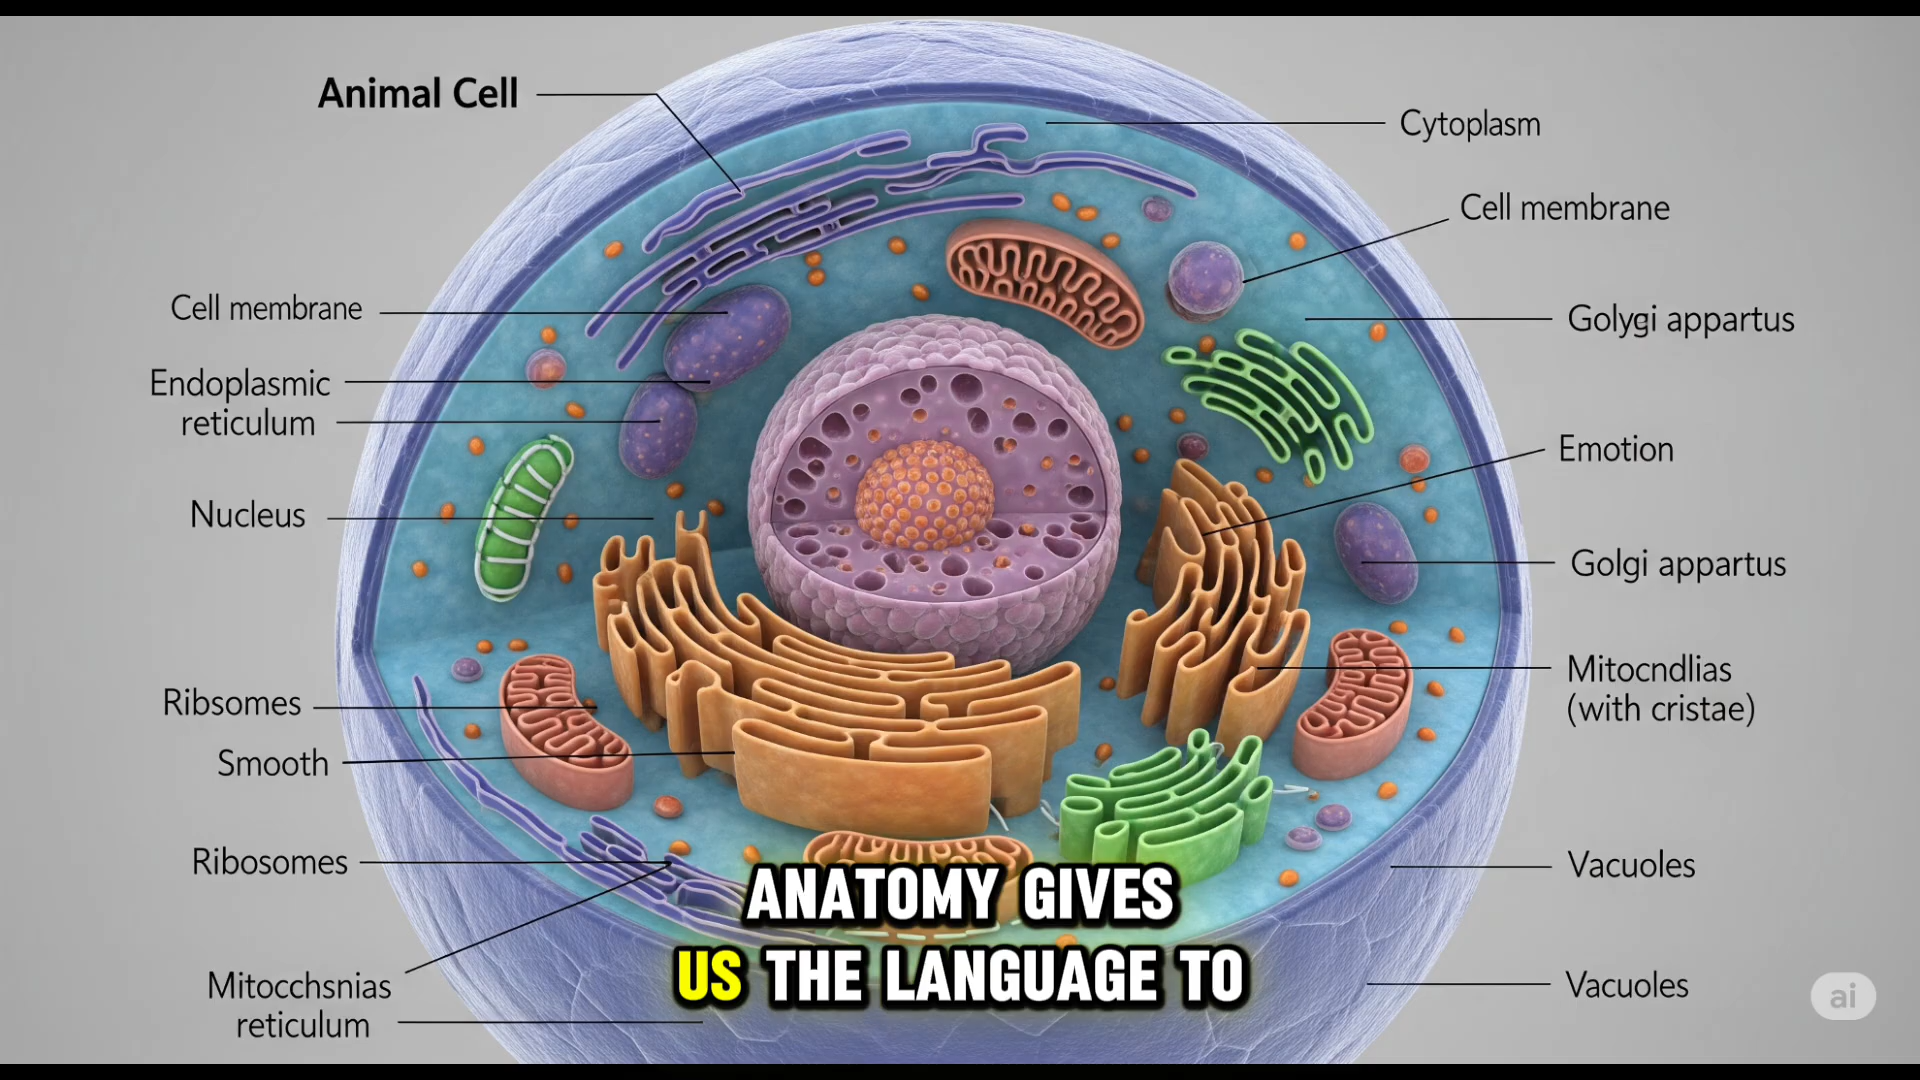 Animal Cell
Cytoplasm
Cell membrane
Cell membrane
Golygi appartus
Endoplasmic
reticulum
Emotion
Nucleus
Golgi appartus
Mitocndlias
(with cristae)
Ribsomes
Smooth
Ribosomes
Vacuoles
ANATOMY GIVES
US THE LANGUAGE TO
Mitocchsnias
reticulum
Vacuoles
ai